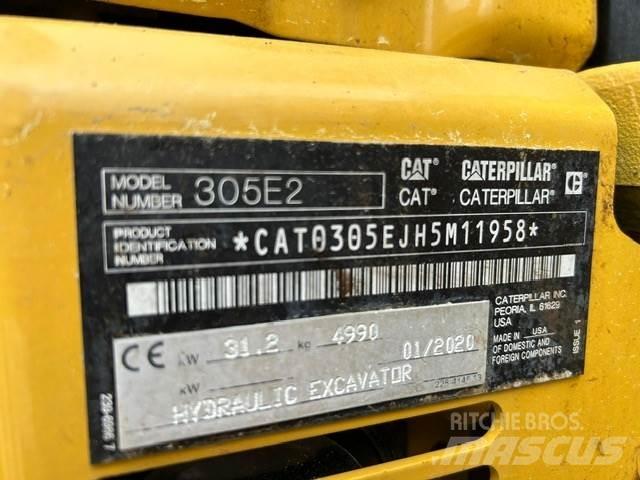 MODEL NUMBER 305E2
CAT CATERPILLAR
CAT® CATERPILLAR®
PRODUCT IDENTIFICATION NUMBER *CAT0305EJH5M11958*
CATERPILLAR INC.
PEORIA, IL 61629
USA
MADE IN USA
OF DOMESTIC AND
FOREIGN COMPONENTS
ISSUE 1
CE kW 31.2 kg 4990 01/2020
kW
HYDRAULIC EXCAVATOR
RITCHIE BROS.
MASCUS